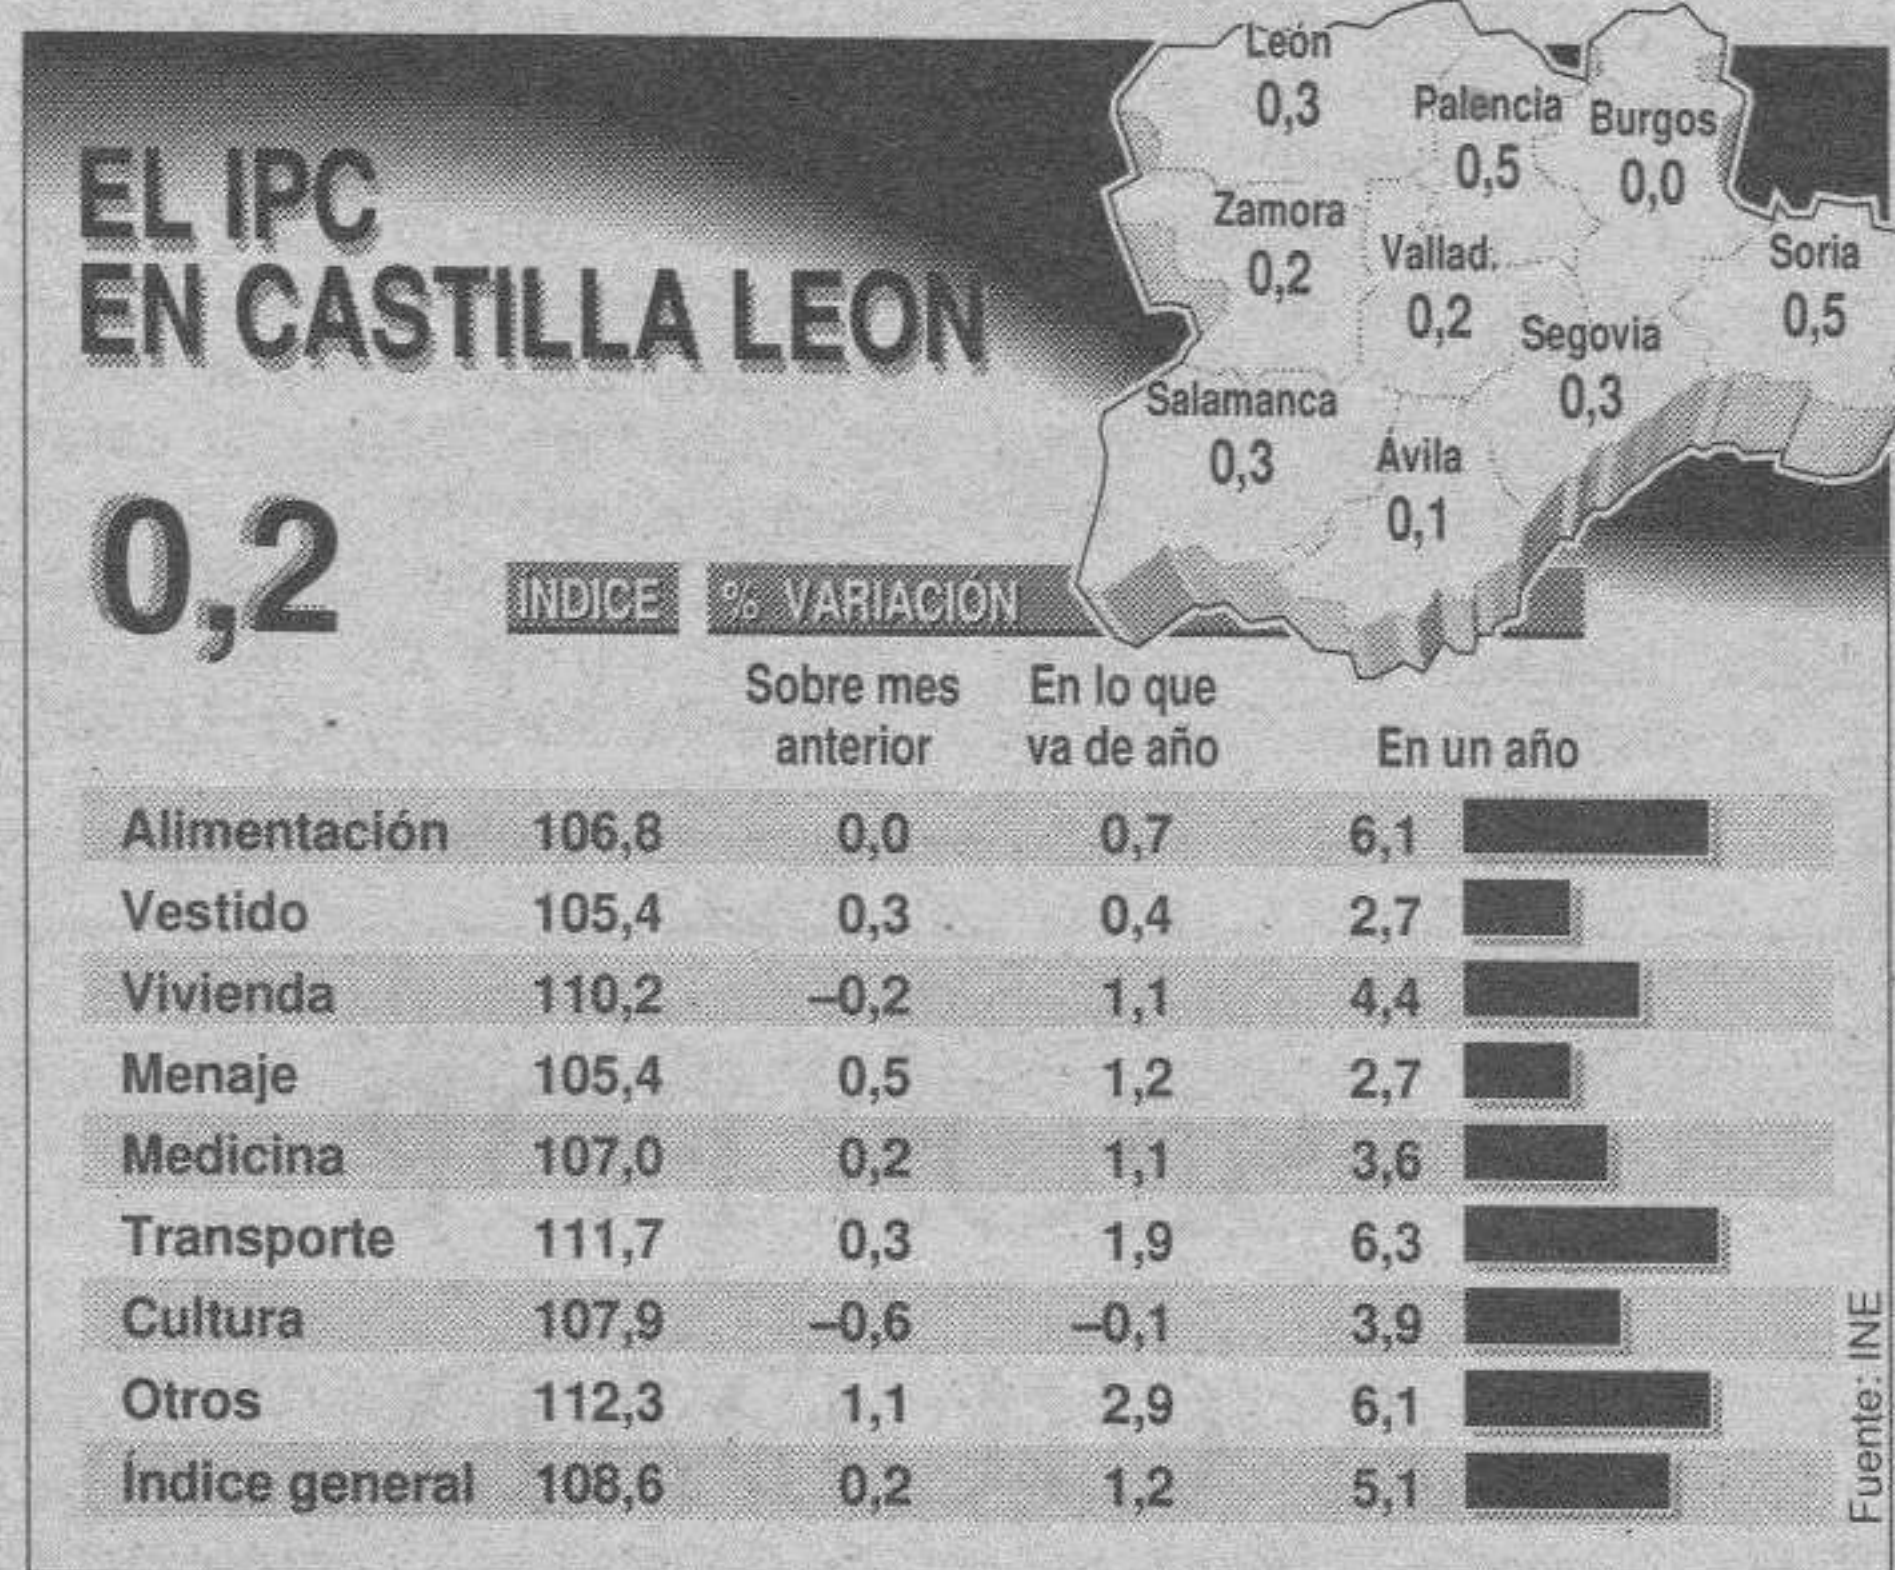 León
0,3
Palencia
0,5
Burgos
0,0
EL IPC
EN CASTILLA LEON
Zamora
0,2
Vallad.
0,2
Soria
0,5
Segovia
0,3
Salamanca
0,3
Ávila
0,1
0,2
ÍNDICE % VARIACIÓN
Sobre mes anterior En lo que va de año En un año
Alimentación 106,8 0,0 0,7 6,1
Vestido 105,4 0,3 0,4 2,7
Vivienda 110,2 –0,2 1,1 4,4
Menaje 105,4 0,5 1,2 2,7
Medicina 107,0 0,2 1,1 3,6
Transporte 111,7 0,3 1,9 6,3
Cultura 107,9 –0,6 –0,1 3,9
Otros 112,3 1,1 2,9 6,1
Índice general 108,6 0,2 1,2 5,1
Fuente: INE